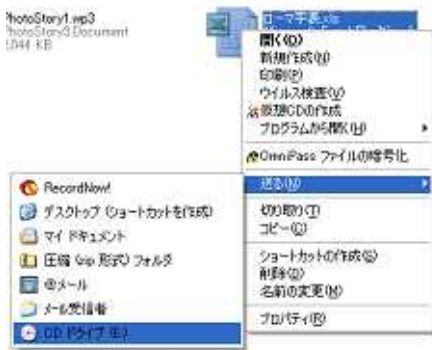 PhotoStory1.wp3
PhotoStory3 Document
2,044 KB
ローマ字表.xls
開く(O)
新規作成(N)
印刷(P)
ウイルス検査(V)
仮想CDの作成
プログラムから開く(H)
OmniPass ファイルの暗号化
送る(N)
切り取り(T)
コピー(C)
ショートカットの作成(S)
削除(D)
名前の変更(M)
プロパティ(R)
RecordNow!
デスクトップ (ショートカットを作成)
マイ ドキュメント
圧縮 (zip 形式) フォルダ
@メール
メール受信者
CD ドライブ (E:)